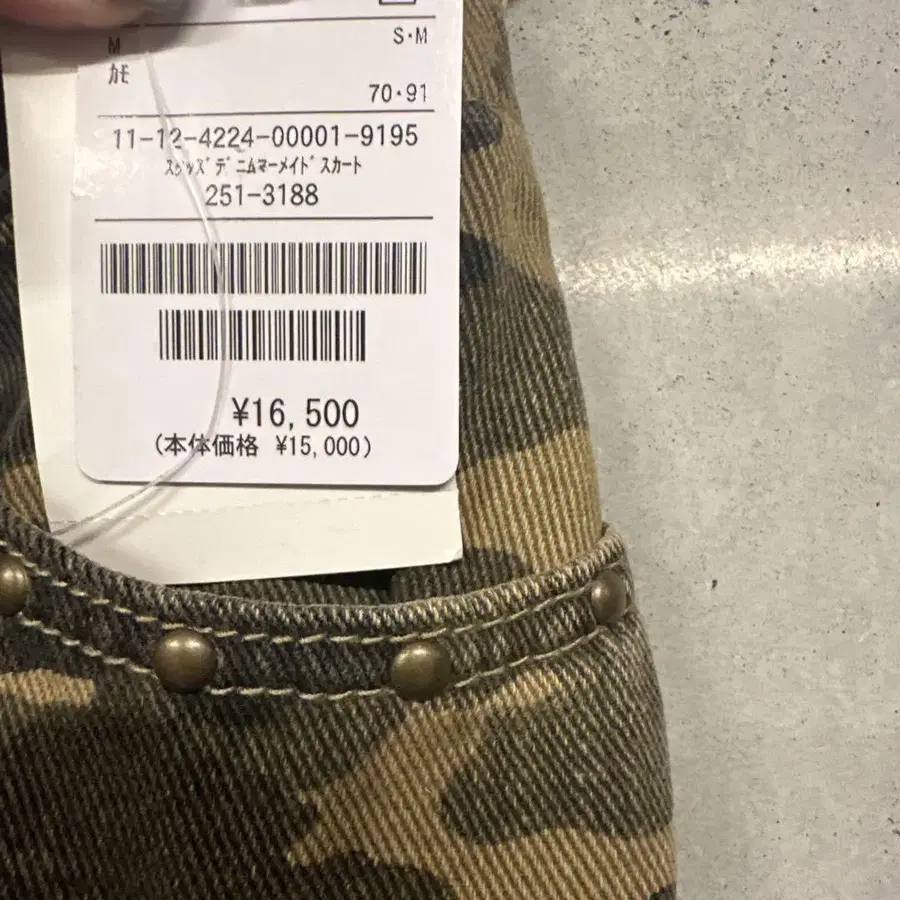 M
S・M
カモ
70・91
11-12-4224-00001-9195
スタッズデニムマーメイドスカート
251-3188
¥16,500
(本体価格 ¥15,000)